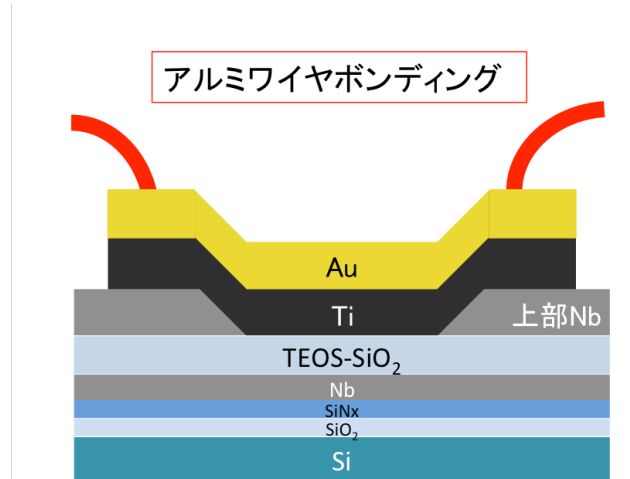 アルミワイヤボンディング
Au
Ti
上部Nb
TEOS-SiO₂
Nb
SiNx
SiO₂
Si